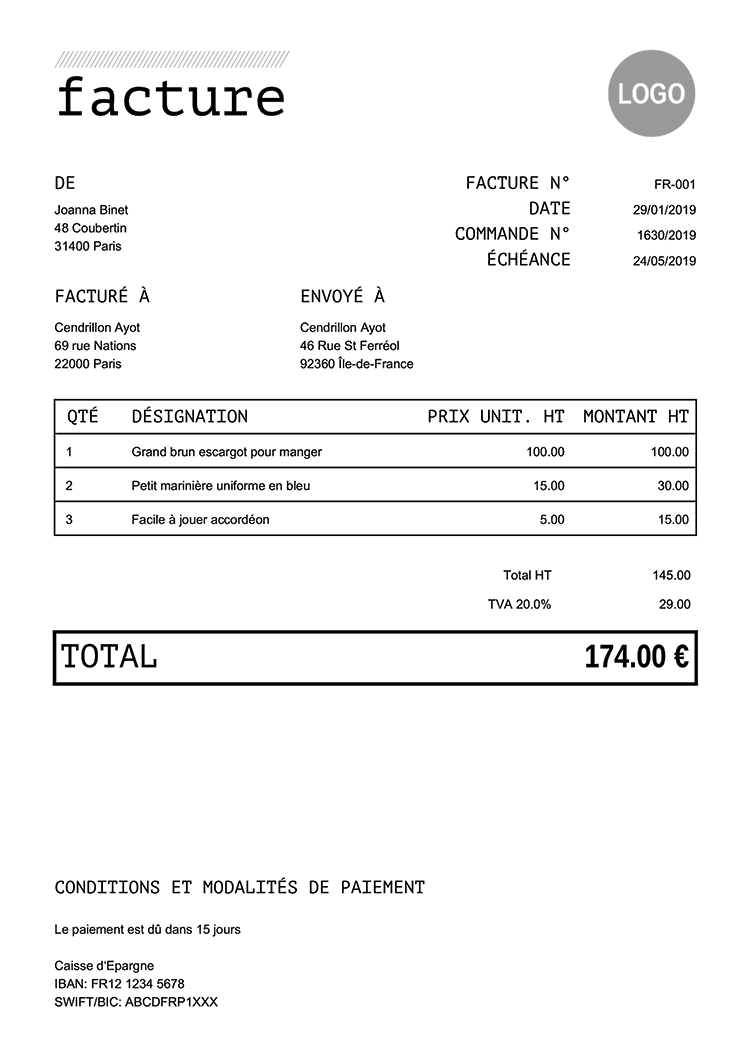 facture
LOGO
DE
Joanna Binet
48 Coubertin
31400 Paris
FACTURE N° FR-001
DATE 29/01/2019
COMMANDE N° 1630/2019
ÉCHÉANCE 24/05/2019
FACTURÉ À
Cendrillon Ayot
69 rue Nations
22000 Paris
ENVOYÉ À
Cendrillon Ayot
46 Rue St Ferréol
92360 Île-de-France
QTÉ DÉSIGNATION PRIX UNIT. HT MONTANT HT
1 Grand brun escargot pour manger 100.00 100.00
2 Petit marinière uniforme en bleu 15.00 30.00
3 Facile à jouer accordéon 5.00 15.00
Total HT 145.00
TVA 20.0% 29.00
TOTAL 174.00 €
CONDITIONS ET MODALITÉS DE PAIEMENT
Le paiement est dû dans 15 jours
Caisse d'Epargne
IBAN: FR12 1234 5678
SWIFT/BIC: ABCDFRP1XXX